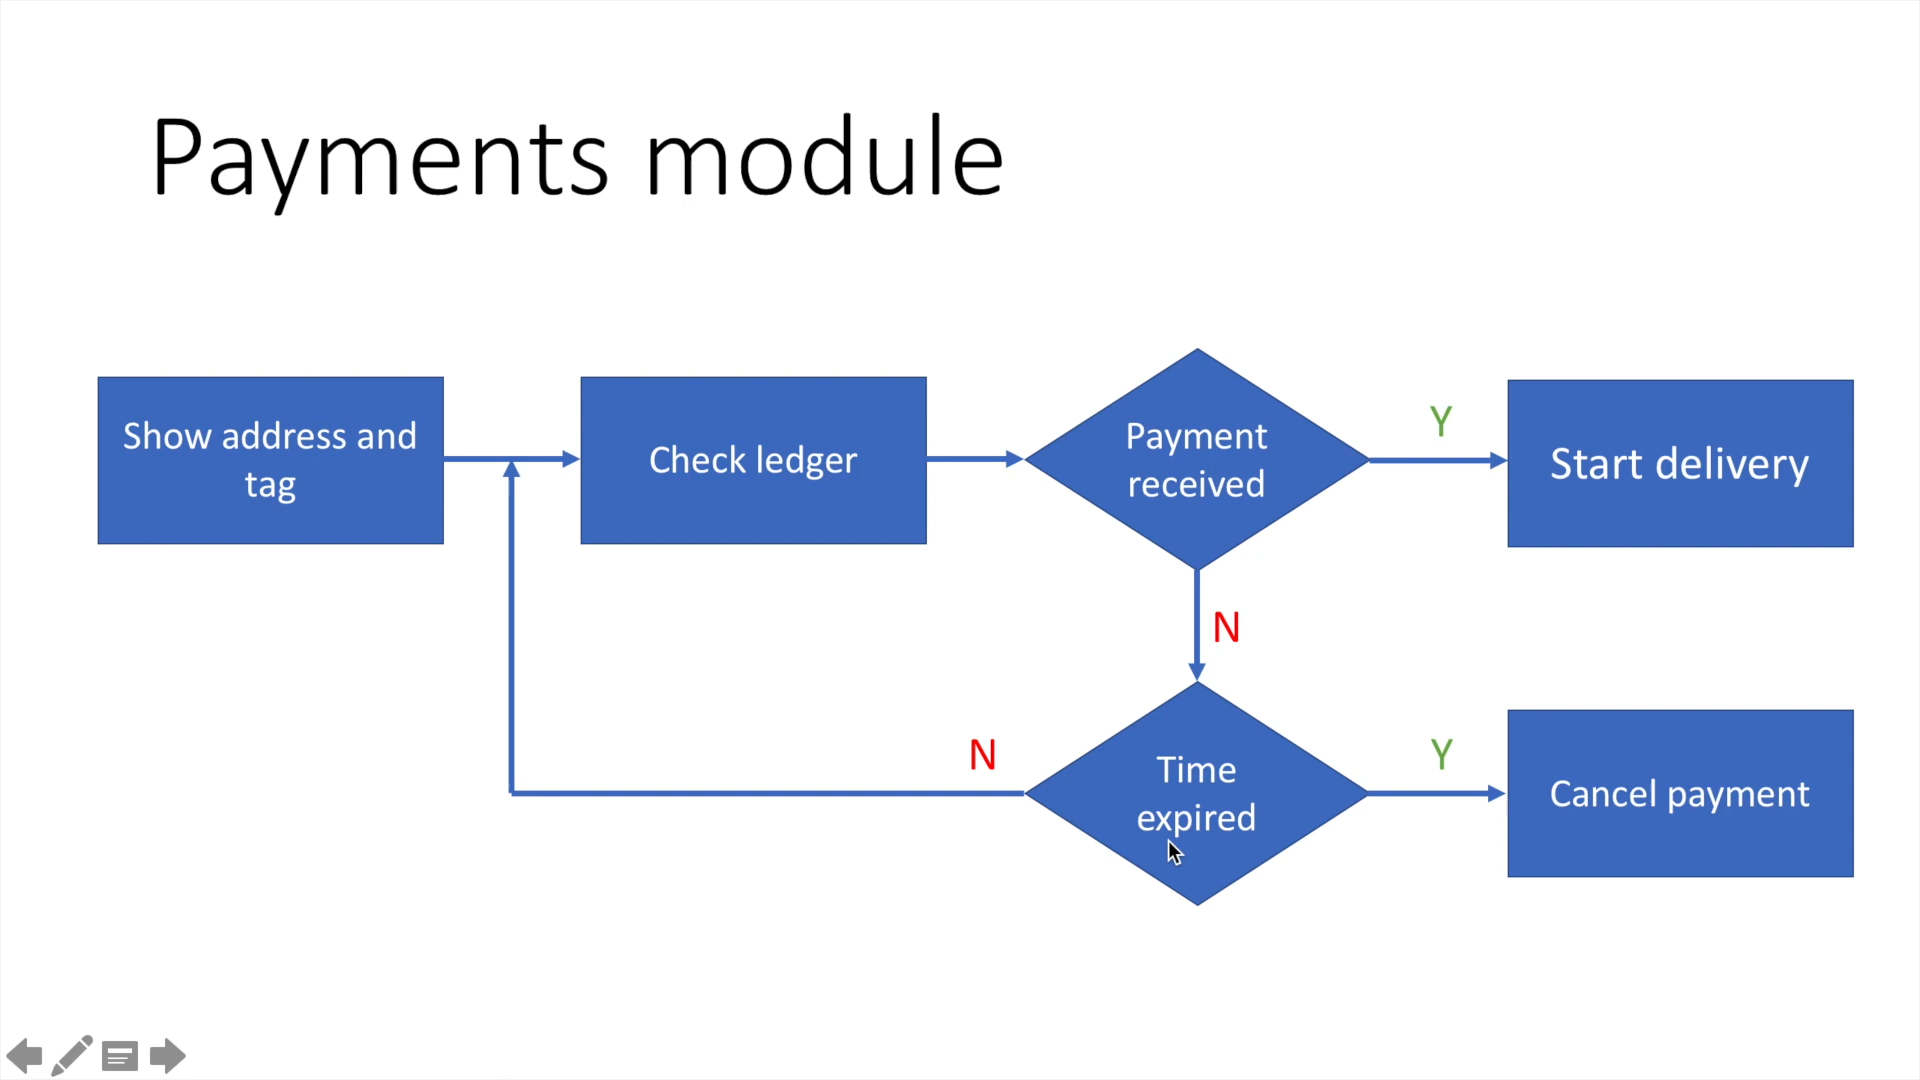 Payments module
Show address and
tag
Check ledger
Payment
received
Y
Start delivery
N
N
Time
expired
Y
Cancel payment